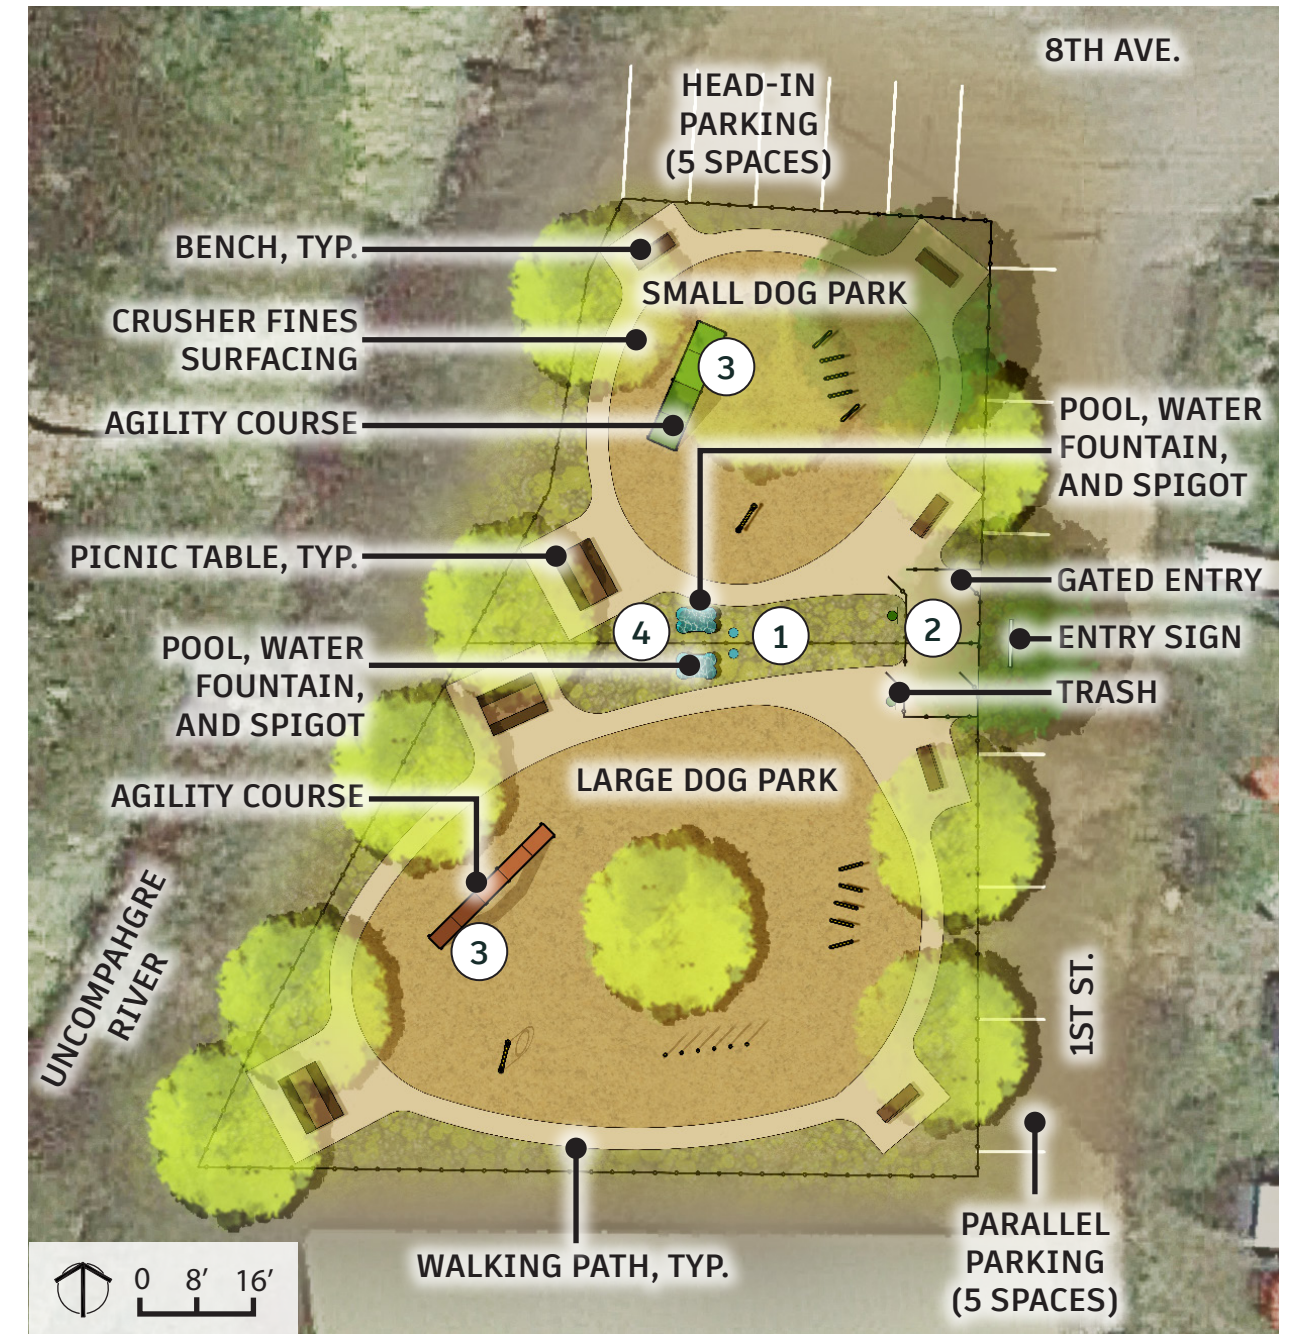 8TH AVE.
HEAD-IN
PARKING
(5 SPACES)
BENCH, TYP.
SMALL DOG PARK
CRUSHER FINES
SURFACING
3
AGILITY COURSE
POOL, WATER
FOUNTAIN,
AND SPIGOT
PICNIC TABLE, TYP.
GATED ENTRY
4
1
2
ENTRY SIGN
POOL, WATER
FOUNTAIN,
AND SPIGOT
TRASH
LARGE DOG PARK
AGILITY COURSE
3
UNCOMPAHGRE
RIVER
1ST ST.
WALKING PATH, TYP.
PARALLEL
PARKING
(5 SPACES)
0 8' 16'